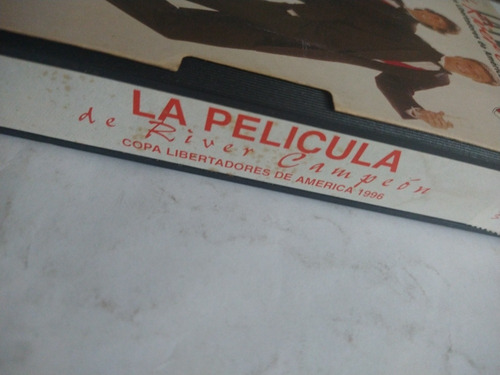 LA PELICULA
de River Campeón
COPA LIBERTADORES DE AMERICA 1996